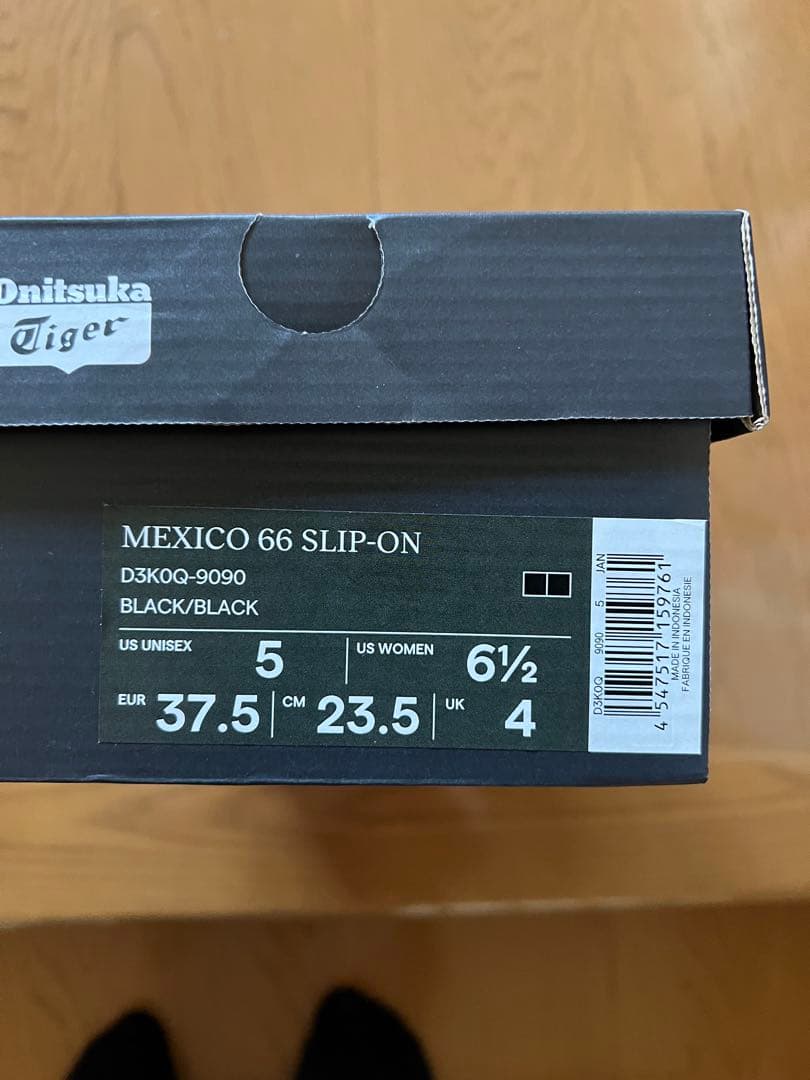 Onitsuka
Tiger
MEXICO 66 SLIP-ON
D3K0Q-9090
BLACK/BLACK
US UNISEX 5 US WOMEN 6½
EUR 37.5 CM 23.5 UK 4
D3K0Q 9090 5 JAN
4 547517 159761
MADE IN INDONESIA
FABRIQUE EN INDONESIE